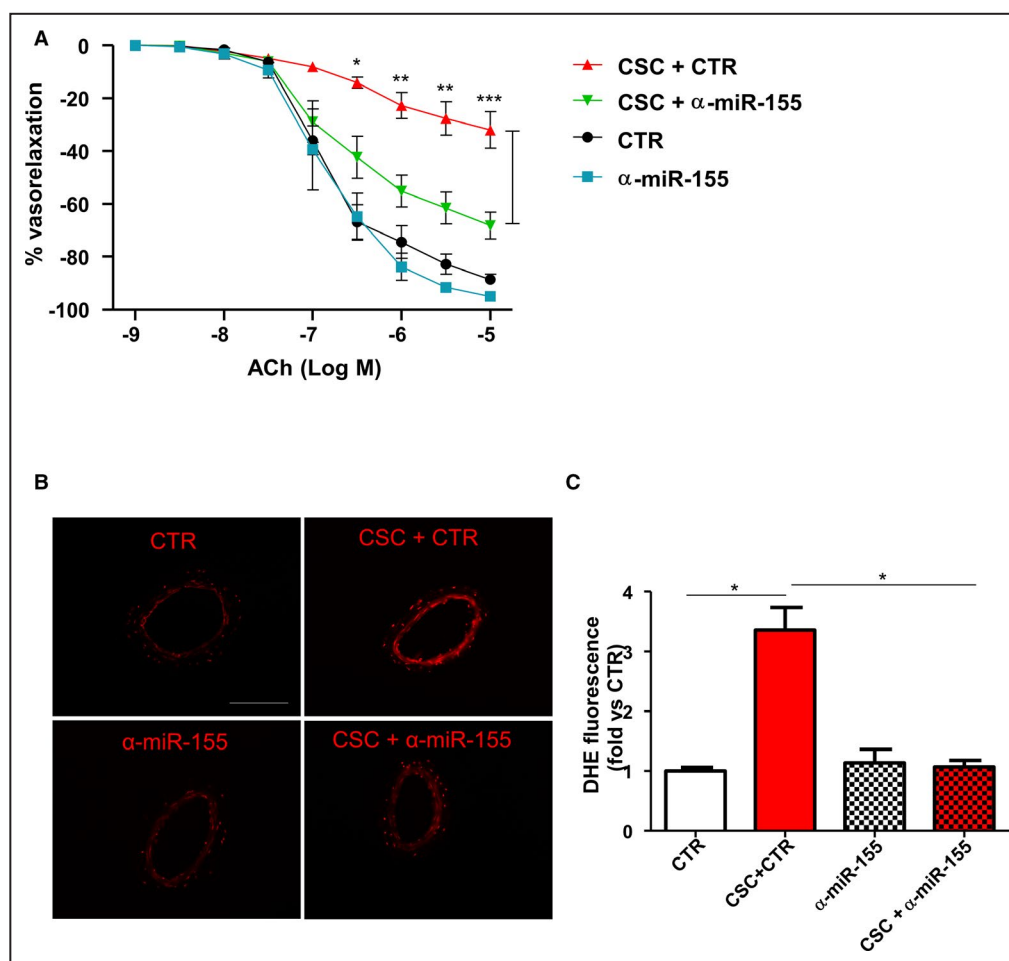 A
0
-20
-40
-60
-80
-100
% vasorelaxation
-9
-8
-7
-6
-5
ACh (Log M)
*
**
**
***
CSC + CTR
CSC + α-miR-155
CTR
α-miR-155
B
CTR
CSC + CTR
α-miR-155
CSC + α-miR-155
C
DHE fluorescence
(fold vs CTR)
4
3
2
1
0
*
*
CTR
CSC+CTR
α-miR-155
CSC + α-miR-155